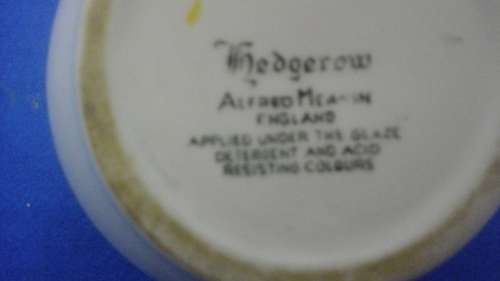 Hedgerow
ALFRED MEAKIN
ENGLAND
APPLIED UNDER THE GLAZE
DETERGENT AND ACID
RESISTING COLOURS